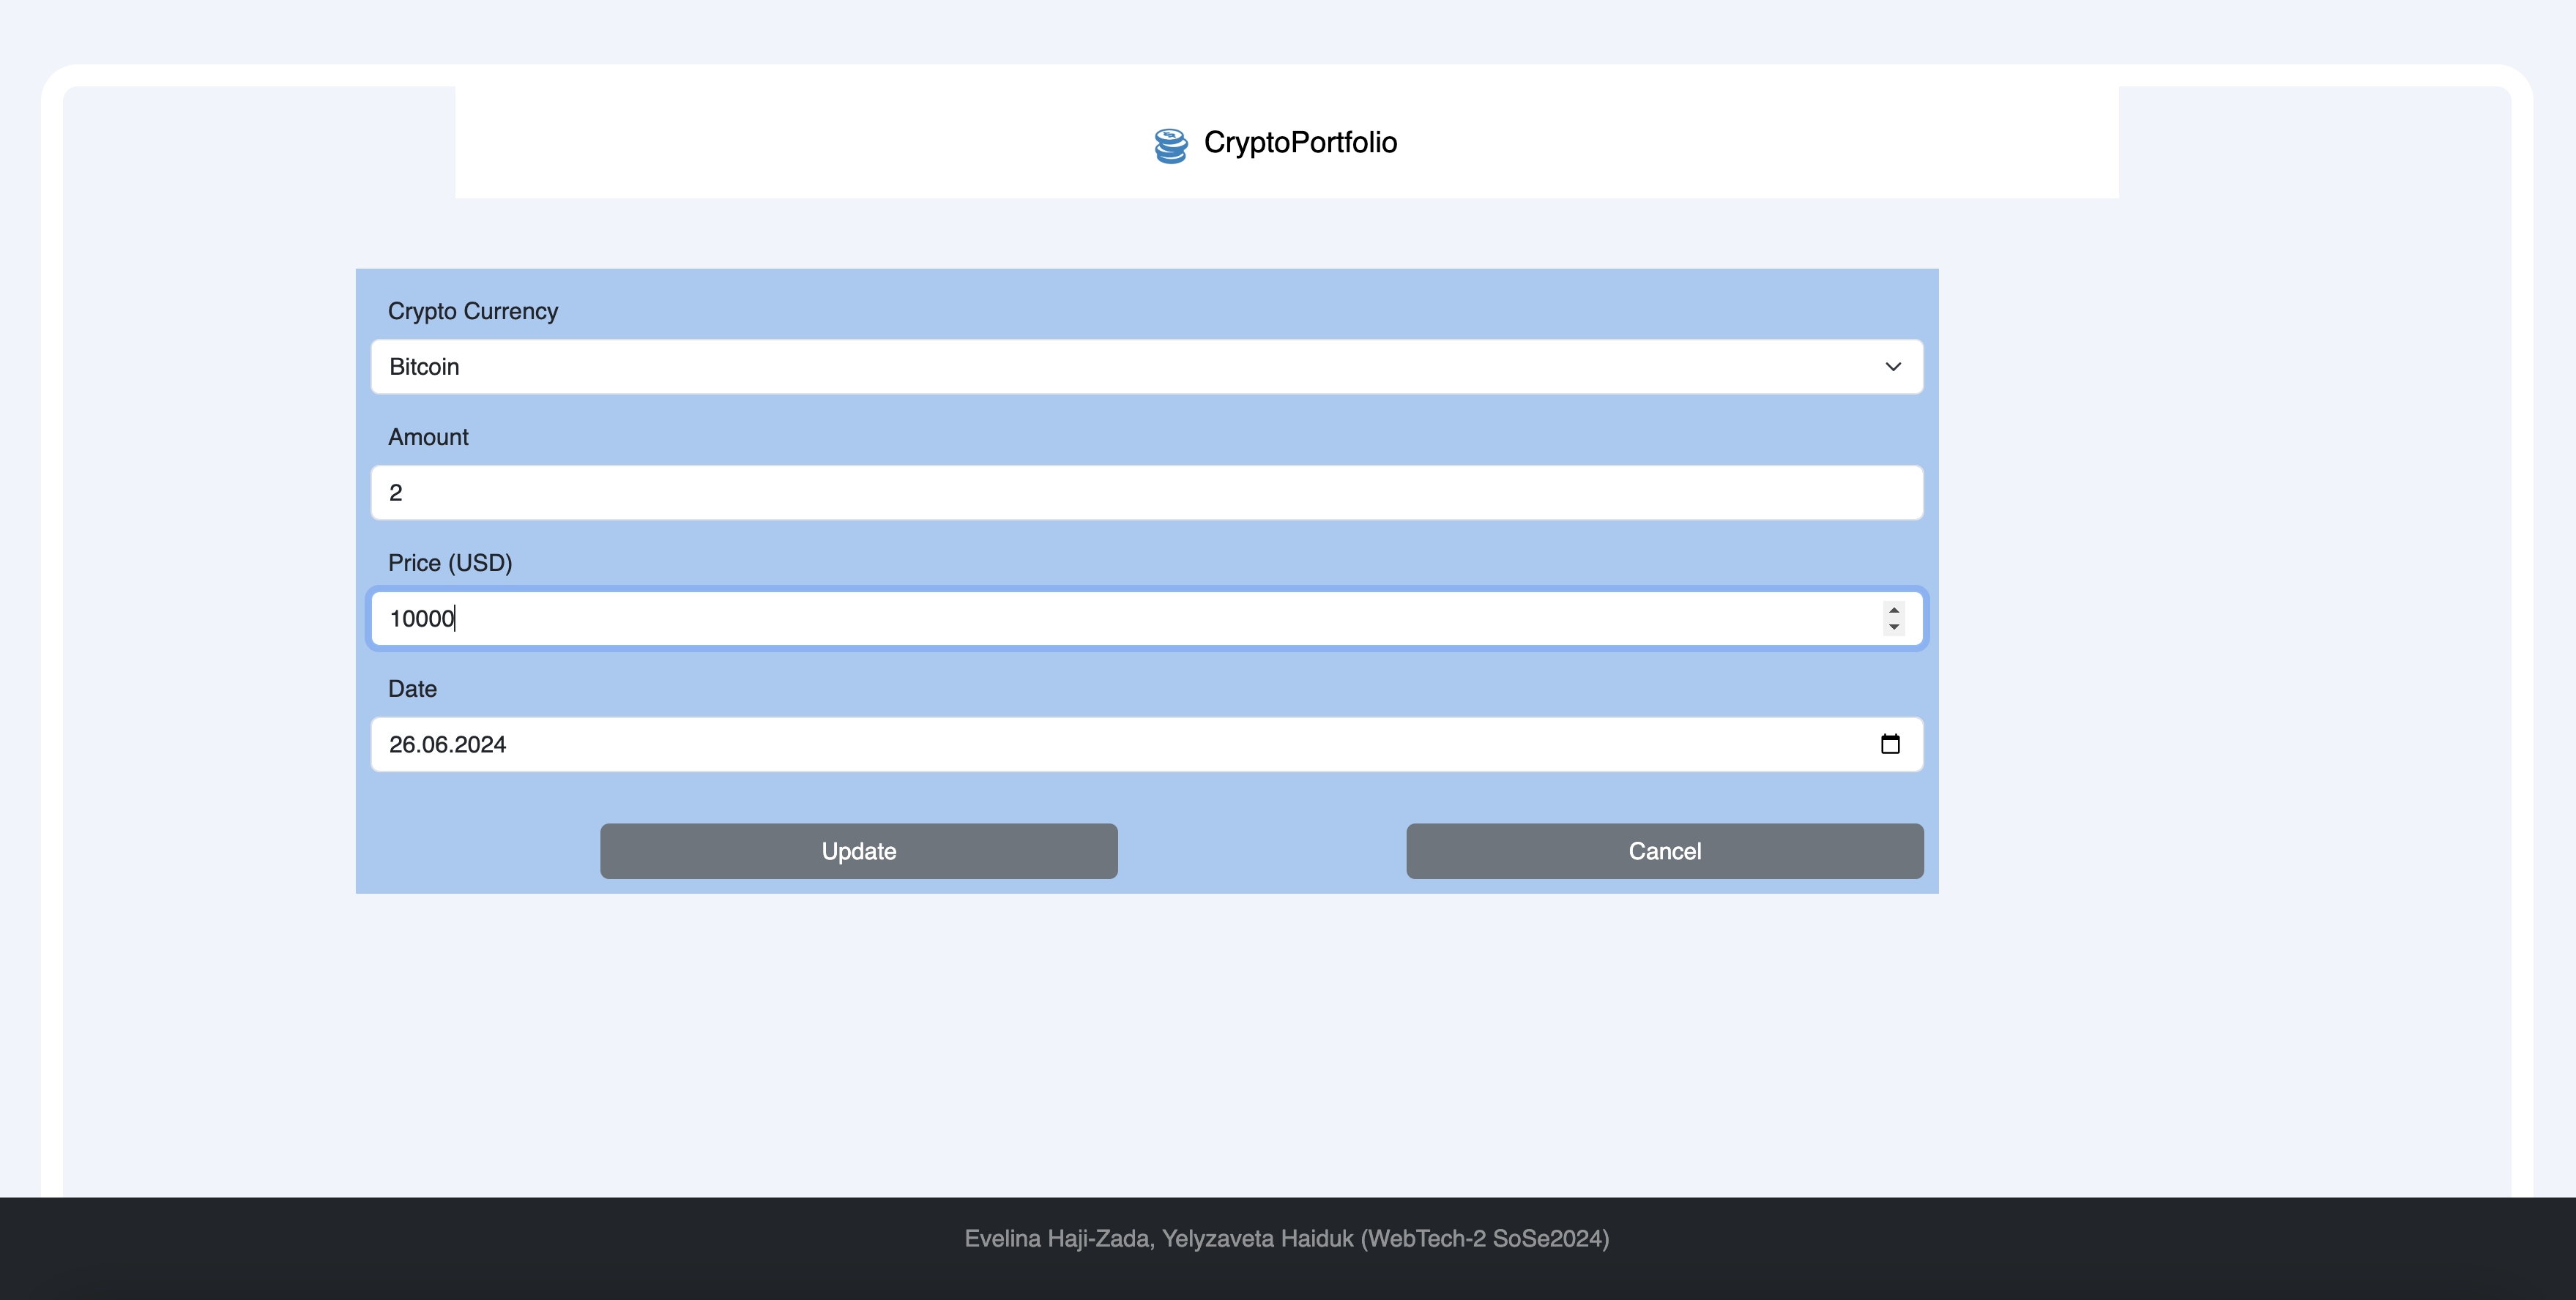 CryptoPortfolio
Crypto Currency
Bitcoin
Amount
2
Price (USD)
10000
Date
26.06.2024
Update Cancel
Evelina Haji-Zada, Yelyzaveta Haiduk (WebTech-2 SoSe2024)